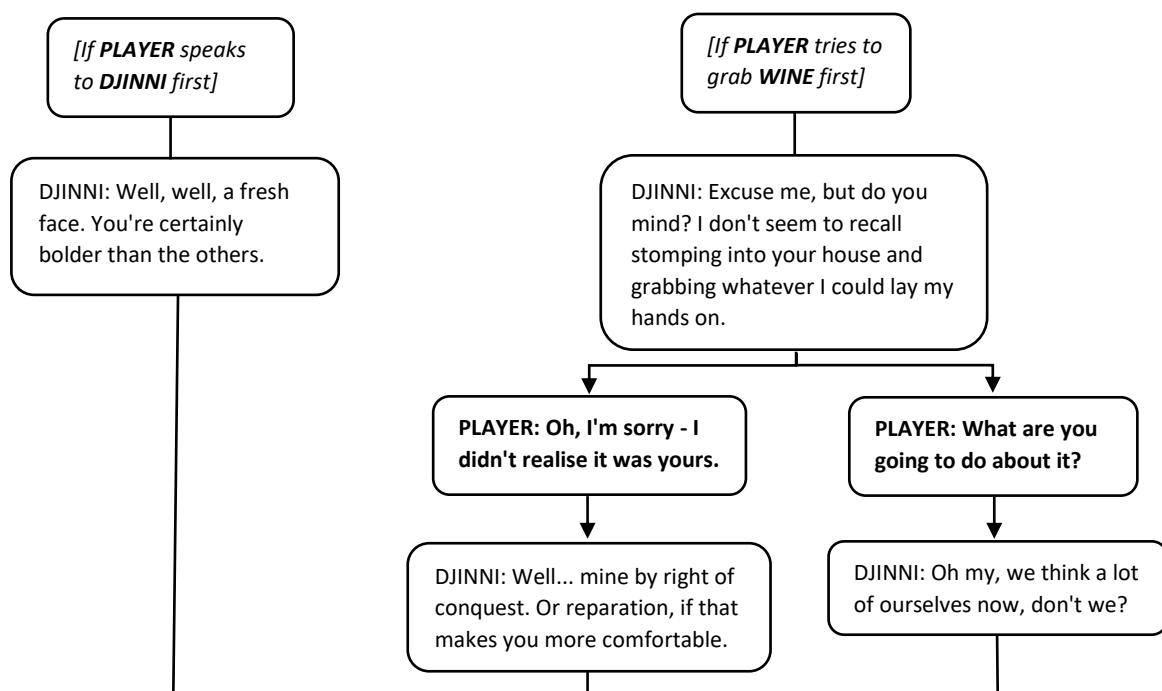 [If PLAYER speaks
to DJINNI first]
[If PLAYER tries to
grab WINE first]
DJINNI: Well, well, a fresh
face. You're certainly
bolder than the others.
DJINNI: Excuse me, but do you
mind? I don't seem to recall
stomping into your house and
grabbing whatever I could lay my
hands on.
PLAYER: Oh, I'm sorry - I
didn't realise it was yours.
PLAYER: What are you
going to do about it?
DJINNI: Well... mine by right of
conquest. Or reparation, if that
makes you more comfortable.
DJINNI: Oh my, we think a lot
of ourselves now, don't we?